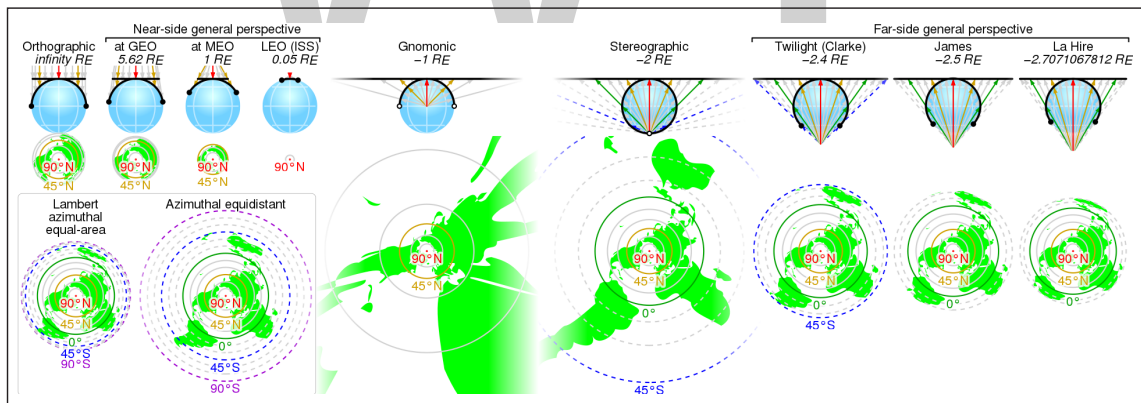 Near-side general perspective
Far-side general perspective
Orthographic
infinity RE
at GEO
5.62 RE
at MEO
1 RE
LEO (ISS)
0.05 RE
Gnomonic
−1 RE
Stereographic
−2 RE
Twilight (Clarke)
−2.4 RE
James
−2.5 RE
La Hire
−2.7071067812 RE
90°N
45°N
90°N
45°N
90°N
45°N
90°N
Lambert
azimuthal
equal-area
90°N
45°N
0°
45°S
90°S
Azimuthal equidistant
90°N
45°N
0°
45°S
90°S
90°N
45°N
90°N
45°N
0°
45°S
90°N
45°N
0°
45°S
90°N
45°N
0°
90°N
45°N
0°